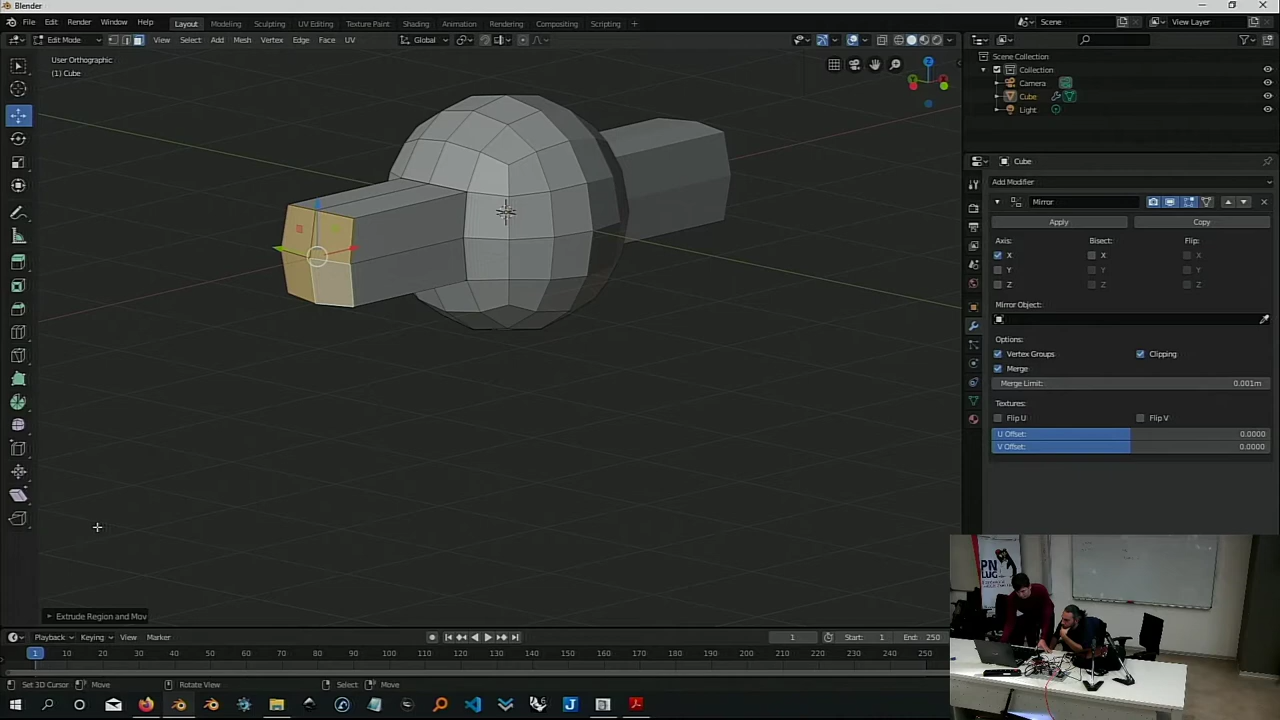 Blender
File Edit Render Window Help Layout Modeling Sculpting UV Editing Texture Paint Shading Animation Rendering Compositing Scripting + Scene View Layer
Edit Mode View Select Add Mesh Vertex Edge Face UV Global
User Orthographic
(1) Cube
Scene Collection
Collection
Camera
Cube
Light
Cube
Add Modifier
Mirror
Apply Copy
Axis: Bisect: Flip:
X X X
Y Y Y
Z Z Z
Mirror Object:
Options:
Vertex Groups Clipping
Merge
Merge Limit: 0.001m
Textures:
Flip U Flip V
U Offset: 0.0000
V Offset: 0.0000
PN
LUG
Extrude Region and Mov
Playback Keying View Marker 1 Start: 1 End: 250
1 10 20 30 40 50 60 70 80 90 100 110 120 130 140 150 160 170 180 190 200 210 220 230 240 250
Set 3D Cursor Move Rotate View Select Move